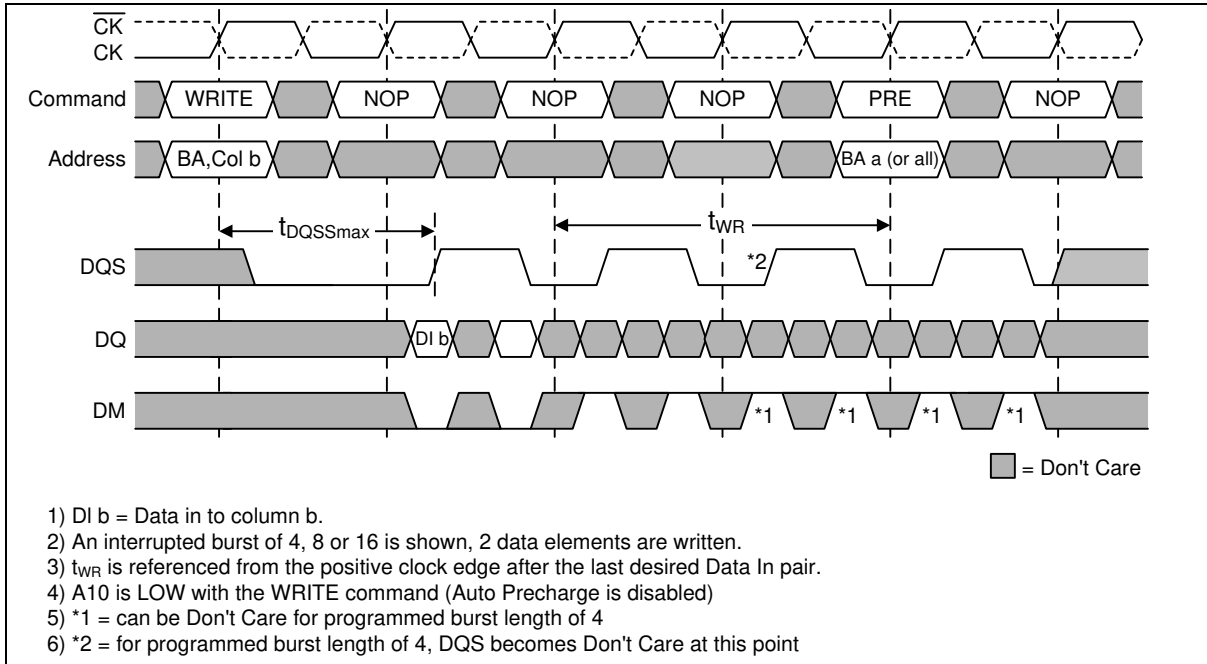 CK
CK
Command WRITE NOP NOP NOP PRE NOP
Address BA,Col b BA a (or all)
tDQSSmax tWR
DQS *2
DQ DI b
DM *1 *1 *1 *1
= Don't Care
1) DI b = Data in to column b.
2) An interrupted burst of 4, 8 or 16 is shown, 2 data elements are written.
3) tWR is referenced from the positive clock edge after the last desired Data In pair.
4) A10 is LOW with the WRITE command (Auto Precharge is disabled)
5) *1 = can be Don't Care for programmed burst length of 4
6) *2 = for programmed burst length of 4, DQS becomes Don't Care at this point